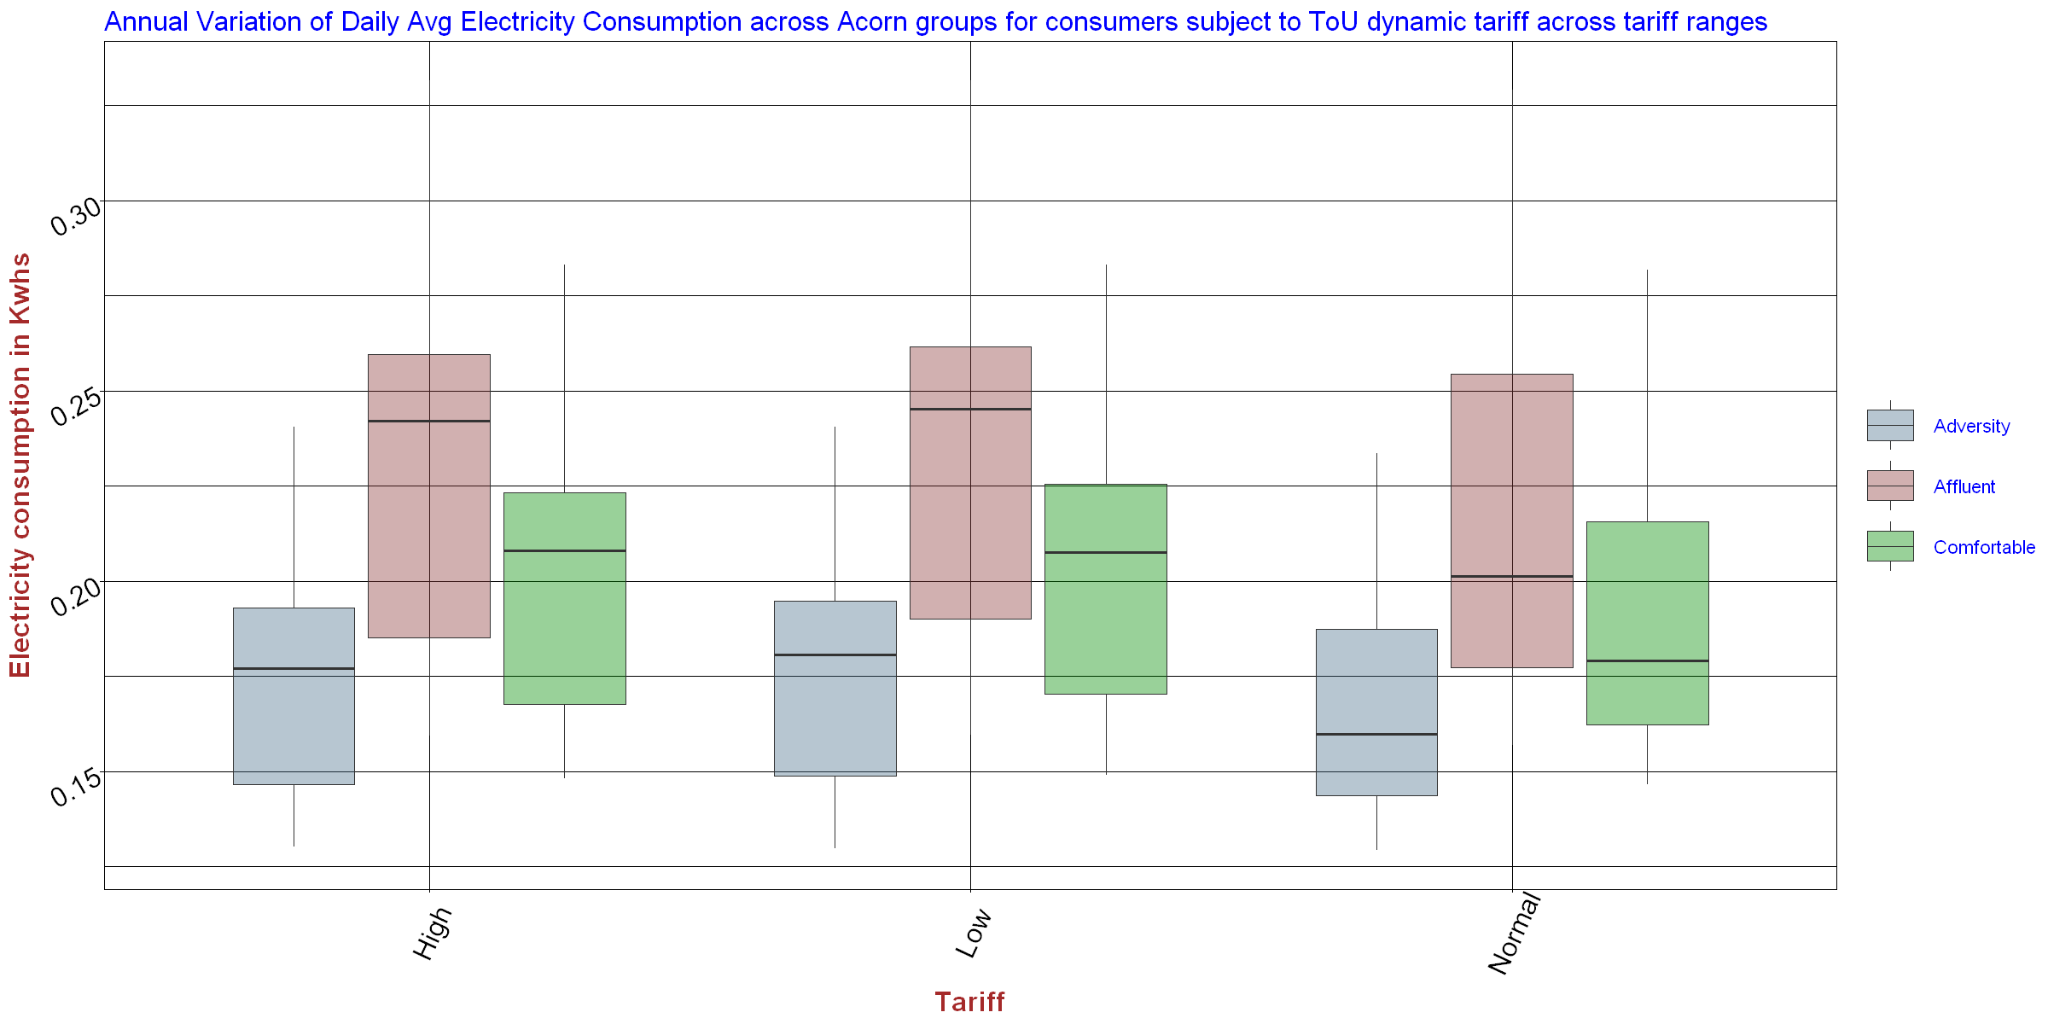 Annual Variation of Daily Avg Electricity Consumption across Acorn groups for consumers subject to ToU dynamic tariff across tariff ranges
Electricity consumption in Kwhs
0.30
0.25
0.20
0.15
High
Low
Normal
Tariff
Adversity
Affluent
Comfortable